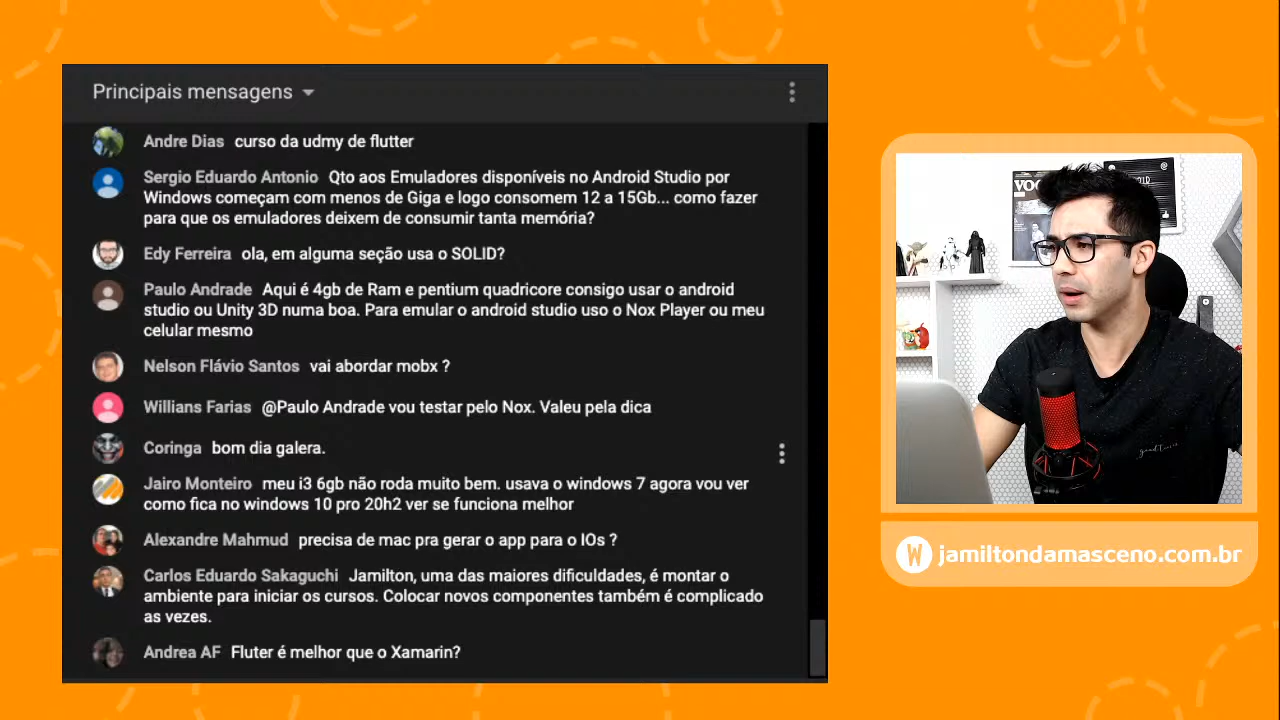 Principais mensagens
Andre Dias curso da udmy de flutter
Sergio Eduardo Antonio Qto aos Emuladores disponíveis no Android Studio por
Windows começam com menos de Giga e logo consomem 12 a 15Gb... como fazer
para que os emuladores deixem de consumir tanta memória?
Edy Ferreira ola, em alguma seção usa o SOLID?
Paulo Andrade Aqui é 4gb de Ram e pentium quadricore consigo usar o android
studio ou Unity 3D numa boa. Para emular o android studio uso o Nox Player ou meu
celular mesmo
Nelson Flávio Santos vai abordar mobx ?
Willians Farias @Paulo Andrade vou testar pelo Nox. Valeu pela dica
Coringa bom dia galera.
Jairo Monteiro meu i3 6gb não roda muito bem. usava o windows 7 agora vou ver
como fica no windows 10 pro 20h2 ver se funciona melhor
Alexandre Mahmud precisa de mac pra gerar o app para o IOs ?
Carlos Eduardo Sakaguchi Jamilton, uma das maiores dificuldades, é montar o
ambiente para iniciar os cursos. Colocar novos componentes também é complicado
as vezes.
Andrea AF Fluter é melhor que o Xamarin?
VOC
W jamiltondamasceno.com.br